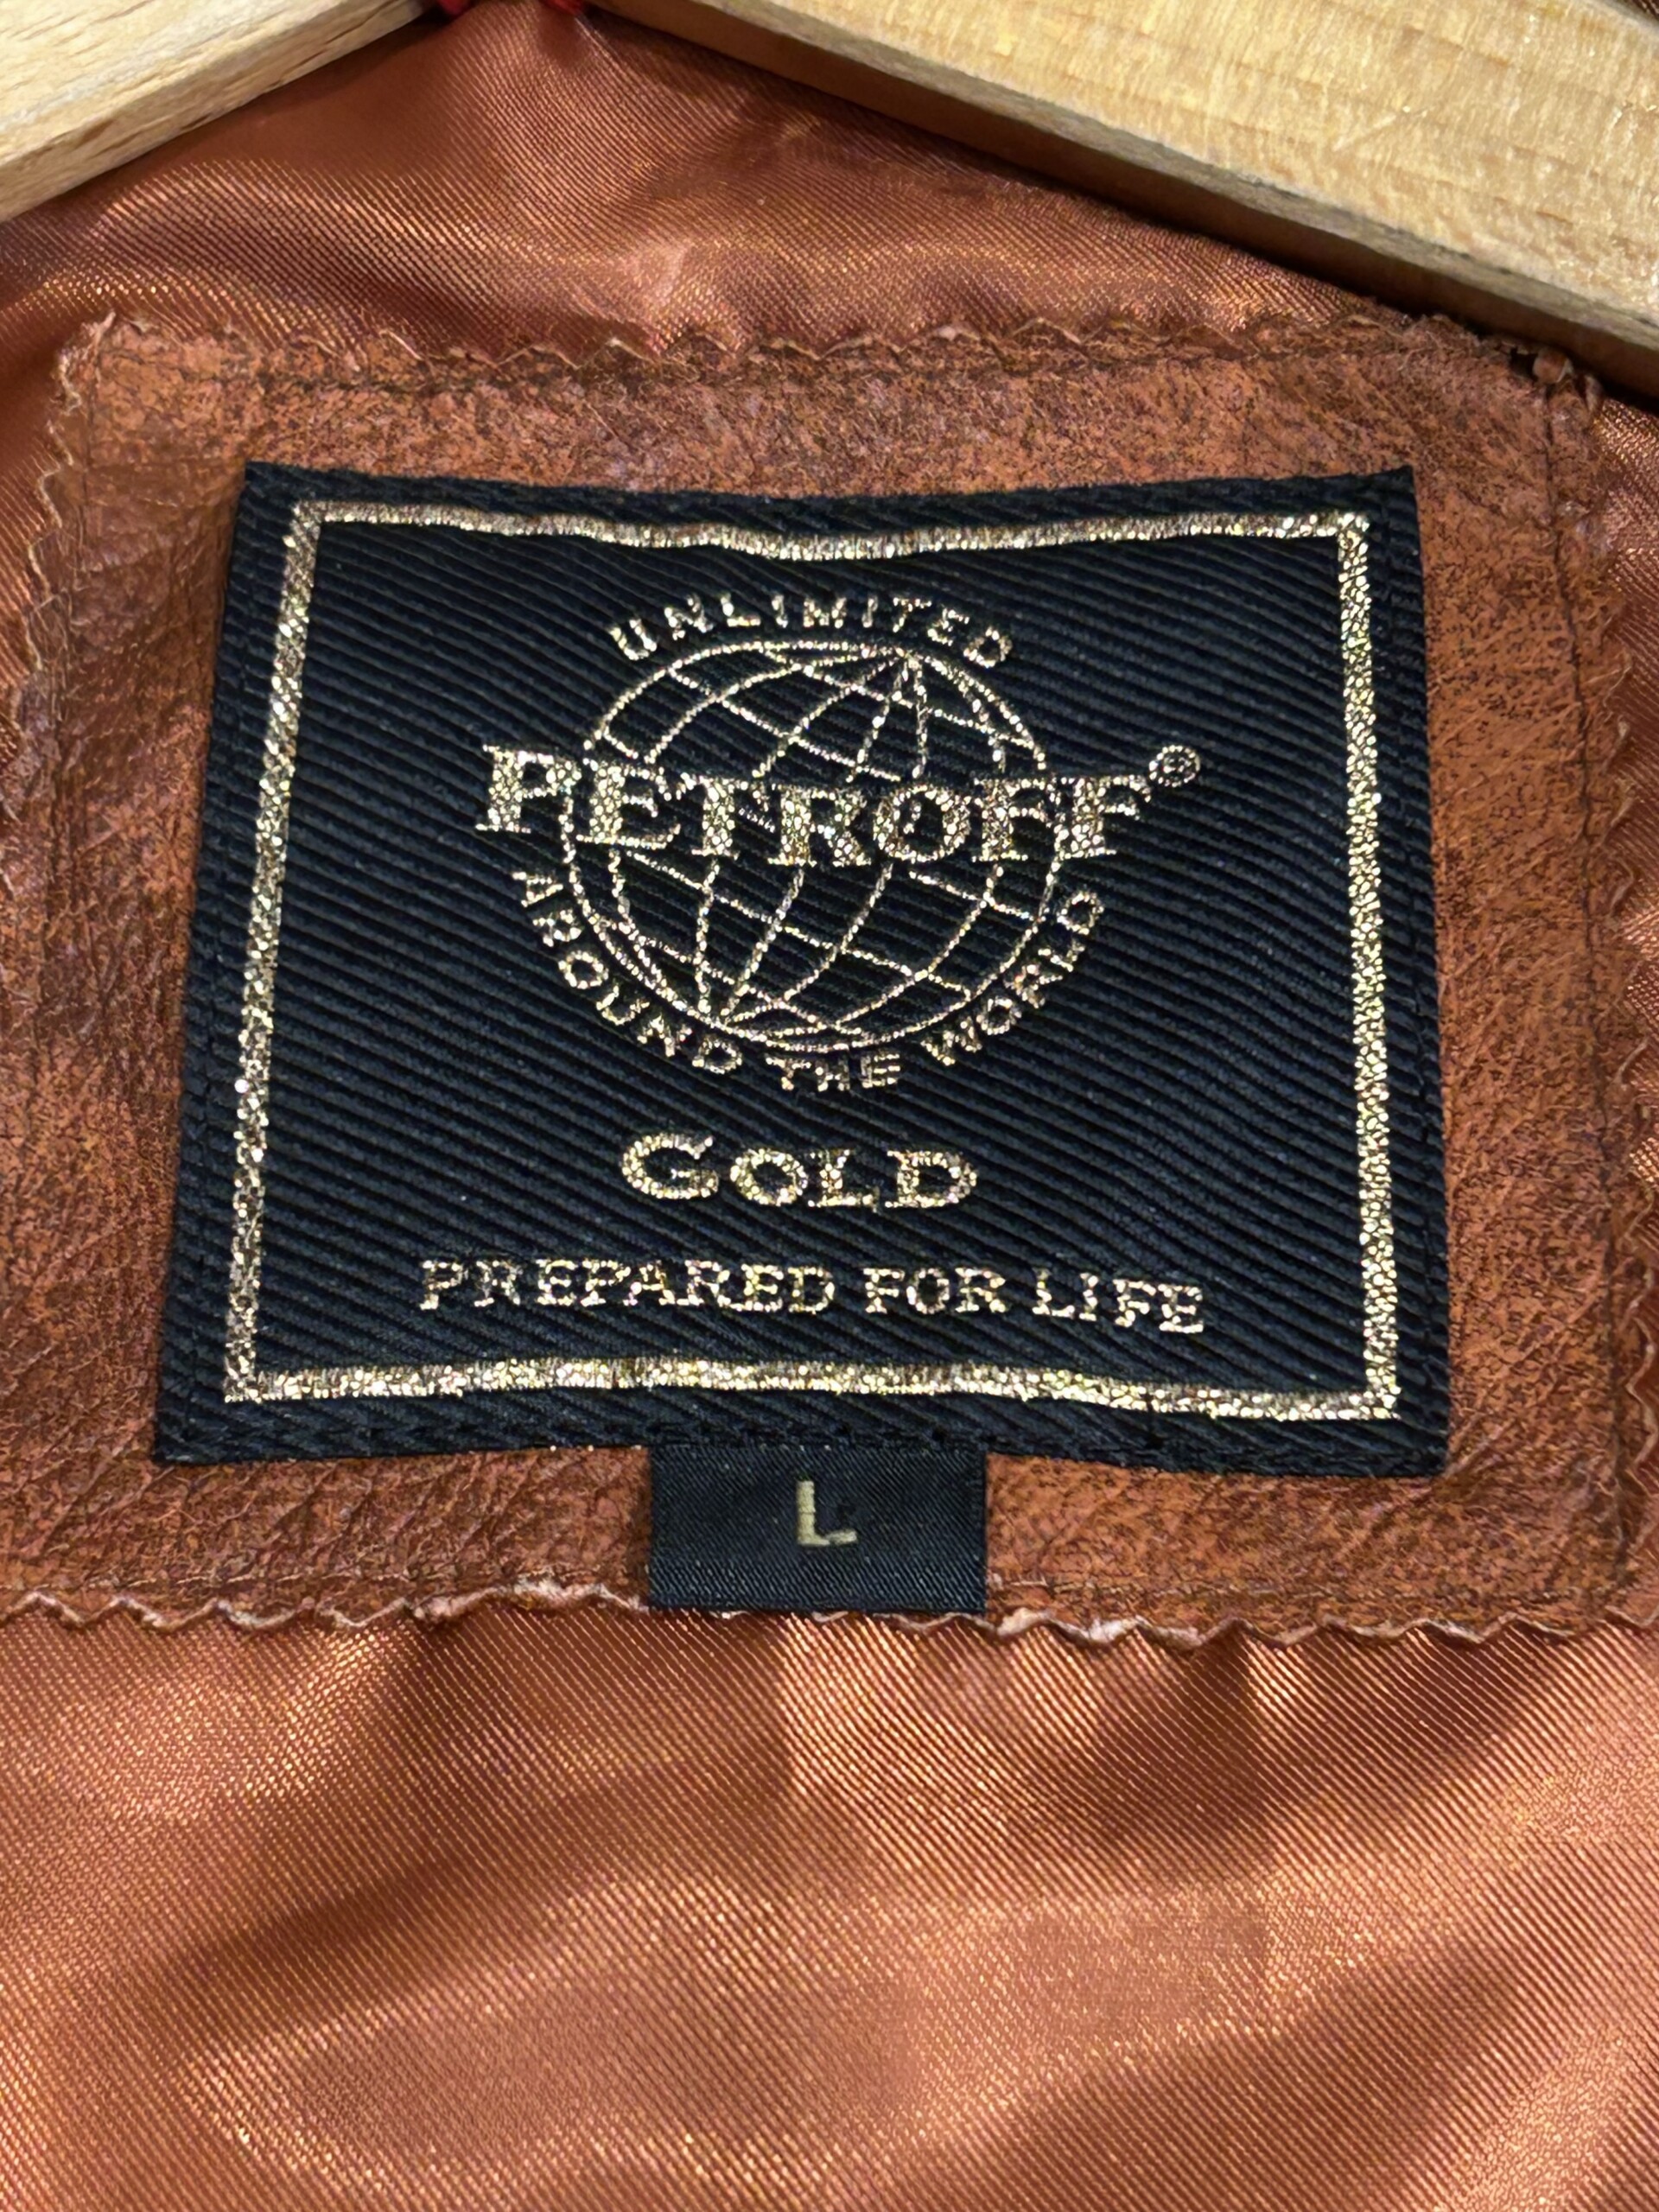 UNLIMITED
PETROFF®
AROUND THE WORLD
GOLD
PREPARED FOR LIFE
L